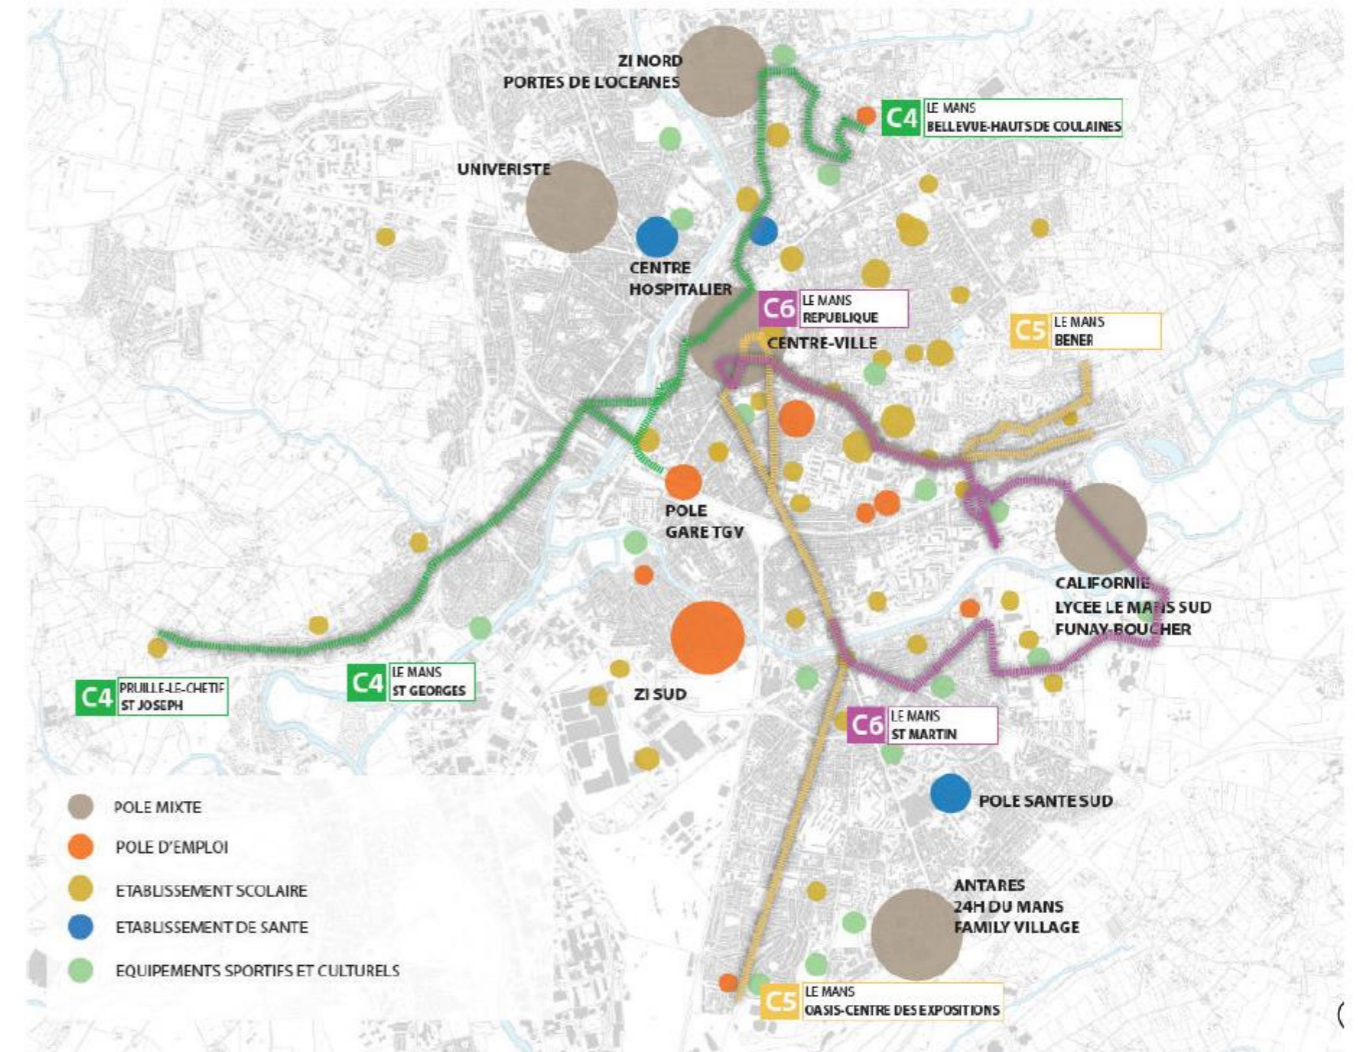 ZI NORD
PORTES DE L'OCEANES
C4
LE MANS
BELLEVUE-HAUTS DE COULAINES
UNIVERISTE
CENTRE
HOSPITALIER
C6
LE MANS
REPUBLIQUE
CENTRE-VILLE
C5
LE MANS
BENER
POLE
GARE TGV
CALIFORNIE
LYCEE LE MANS SUD
FUNAY-BOUCHER
C4
PRUILLE-LE-CHETIF
ST JOSEPH
C4
LE MANS
ST GEORGES
ZI SUD
C6
LE MANS
ST MARTIN
POLE SANTE SUD
POLE MIXTE
POLE D'EMPLOI
ETABLISSEMENT SCOLAIRE
ETABLISSEMENT DE SANTE
EQUIPEMENTS SPORTIFS ET CULTURELS
ANTARES
24H DU MANS
FAMILY VILLAGE
C5
LE MANS
OASIS-CENTRE DES EXPOSITIONS